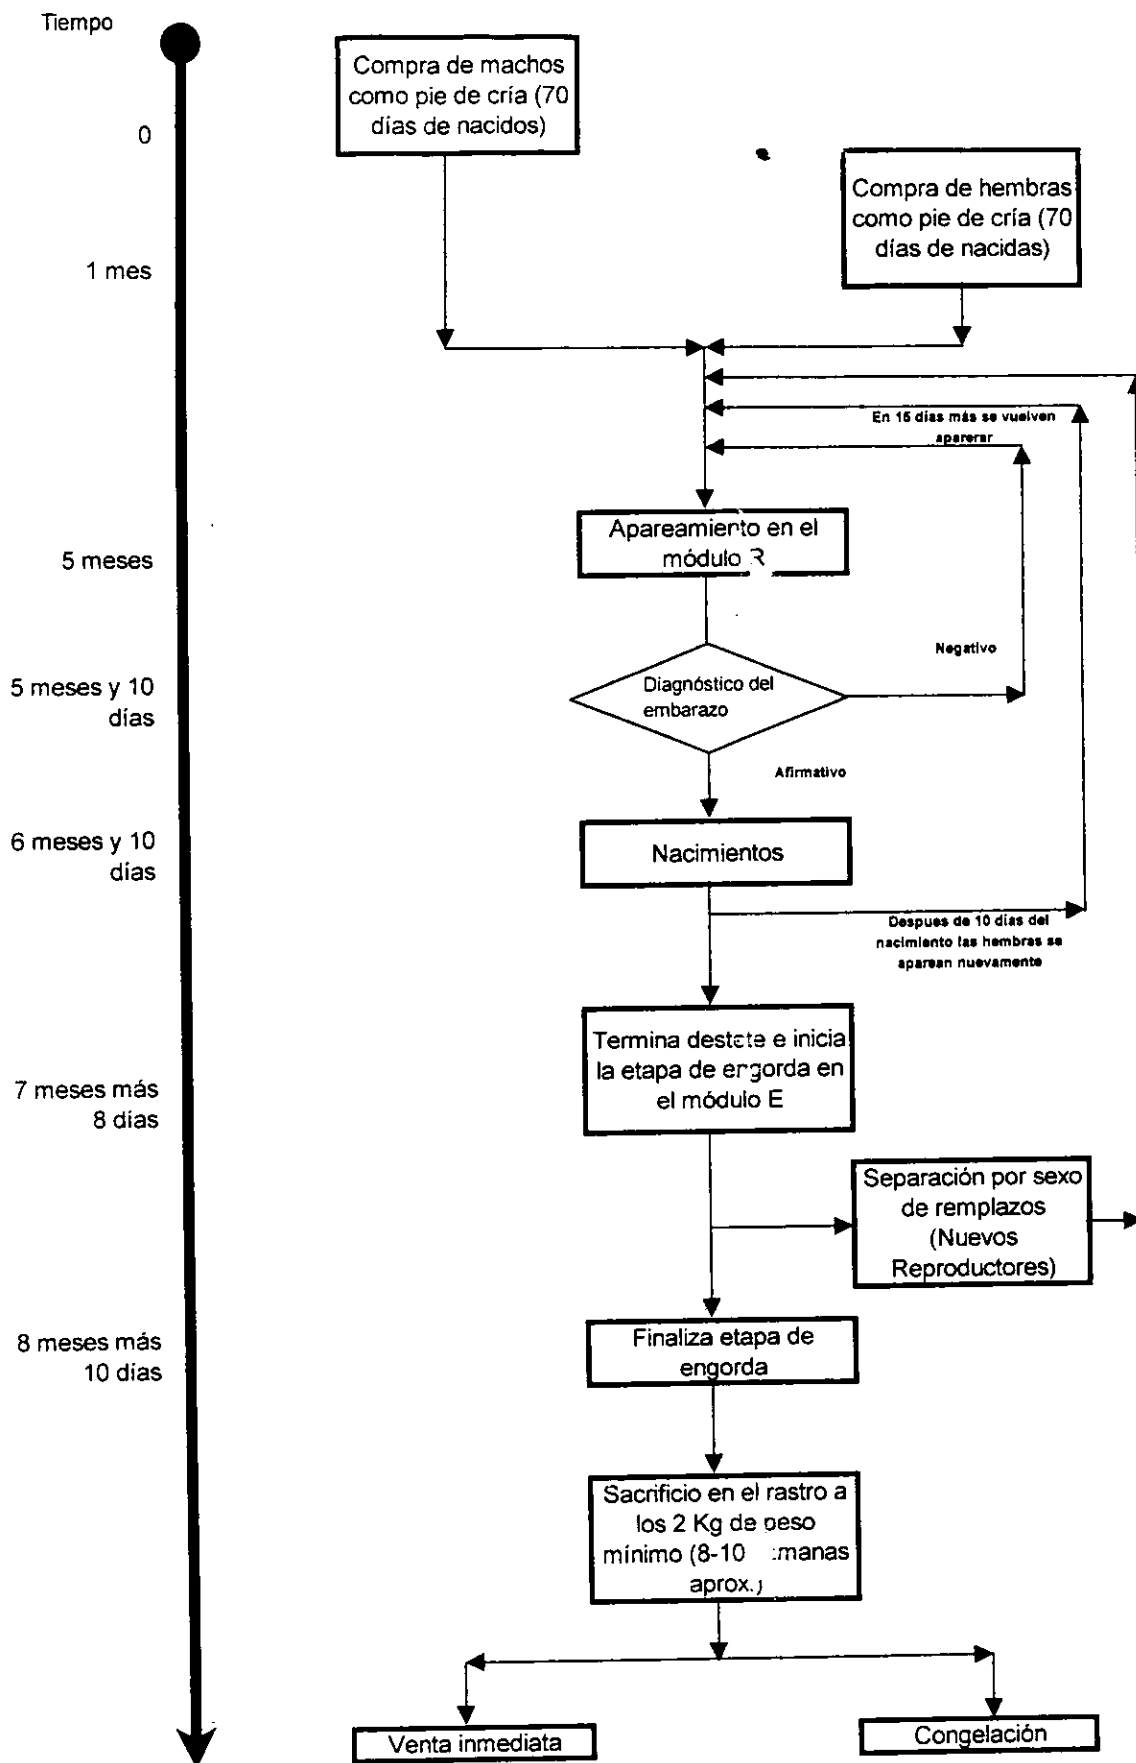 Tiempo
Compra de machos
como pie de cría (70
días de nacidos)
0
Compra de hembras
como pie de cría (70
días de nacidas)
1 mes
En 15 días más se vuelven
aparerar
Apareamiento en el
módulo R
5 meses
Negativo
5 meses y 10
días
Diagnóstico del
embarazo
Afirmativo
6 meses y 10
días
Nacimientos
Despues de 10 días del
nacimiento las hembras se
aparean nuevamente
Termina destete e inicia
la etapa de engorda en
el módulo E
7 meses más
8 días
Separación por sexo
de remplazos
(Nuevos
Reproductores)
8 meses más
10 días
Finaliza etapa de
engorda
Sacrificio en el rastro a
los 2 Kg de peso
mínimo (8-10 manas
aprox.)
Venta inmediata
Congelación